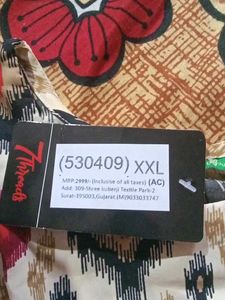 7Threads
(530409) XXL
MRP:2999/- (Inclusive of all taxes) (AC)
Add: 309-Shree kuberji Textile Park-2
Surat-395003,Gujarat.(M)9033033747